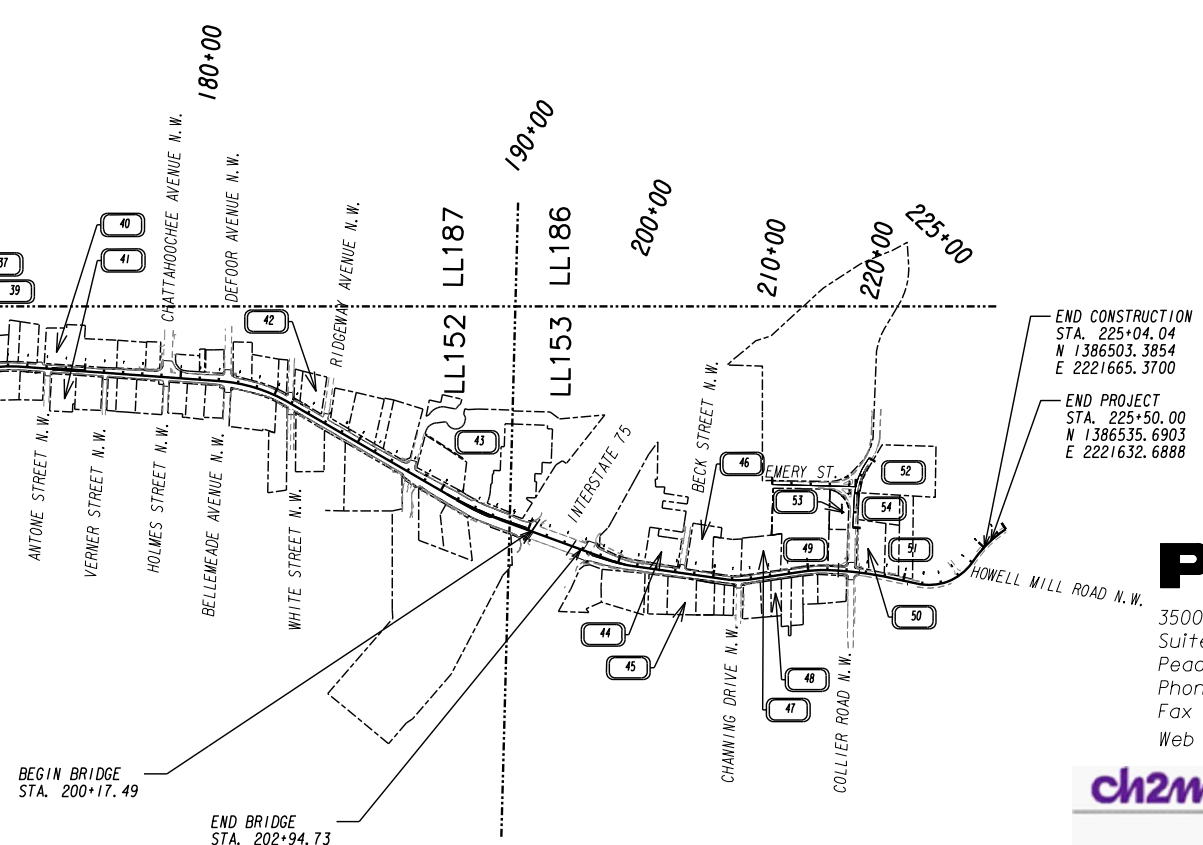 180+00
190+00
200+00
210+00
220+00
225+00
CHATTAHOOCHEE AVENUE N.W.
DEFOOR AVENUE N.W.
RIDGEWAY AVENUE N.W.
LL187
LL186
LL152
LL153
37
39
40
41
42
43
INTERSTATE 75
BECK STREET N.W.
46
EMERY ST.
52
53
54
49
51
50
44
45
48
47
ANTONE STREET N.W.
VERNER STREET N.W.
HOLMES STREET N.W.
BELLEMEADE AVENUE N.W.
WHITE STREET N.W.
CHANNING DRIVE N.W.
COLLIER ROAD N.W.
HOWELL MILL ROAD N.W.
END CONSTRUCTION
STA. 225+04.04
N 1386503.3854
E 2221665.3700
END PROJECT
STA. 225+50.00
N 1386535.6903
E 2221632.6888
BEGIN BRIDGE
STA. 200+17.49
END BRIDGE
STA. 202+94.73
P
3500
Suite
Peac
Phon
Fax
Web
ch2m